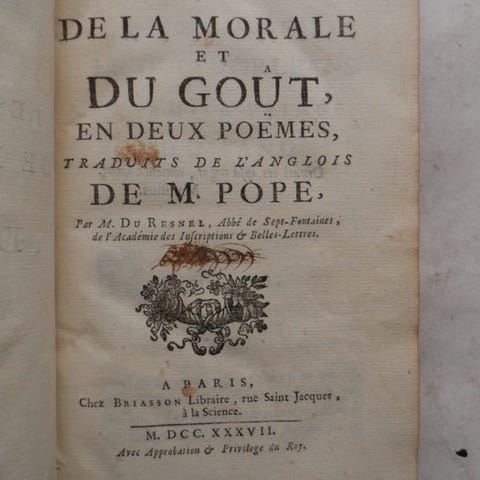 DE LA MORALE
ET
DU GOÛT,
EN DEUX POËMES,
TRADUITS DE L'ANGLOIS
DE M. POPE,
Par M. DU RESNEL, Abbé de Sept-Fontaines,
de l'Académie des Inscriptions & Belles-Lettres.
A PARIS,
Chez BRIASSON Libraire, rue Saint Jacques,
à la Science.
M. DCC. XXXVII.
Avec Approbation & Privilege du Roy.